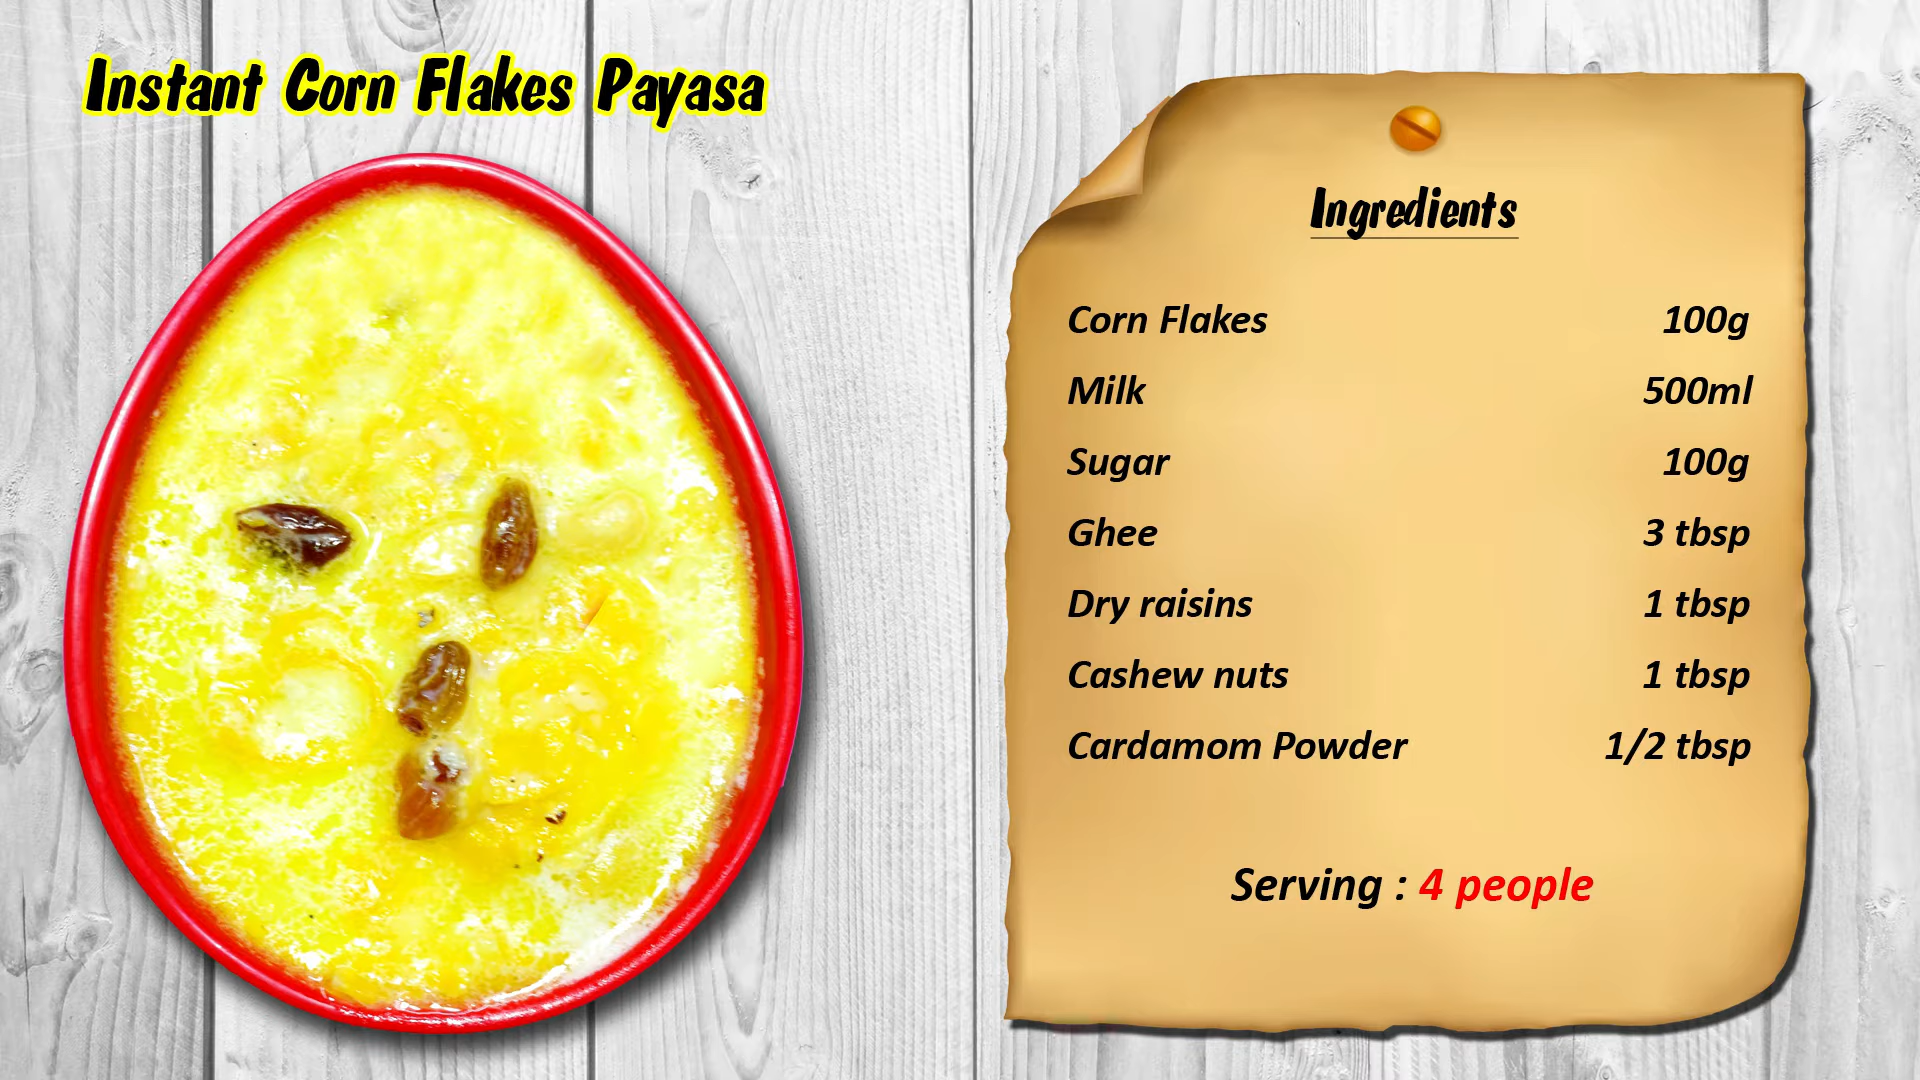 Instant Corn Flakes Payasa
Ingredients
Corn Flakes 100g
Milk 500ml
Sugar 100g
Ghee 3 tbsp
Dry raisins 1 tbsp
Cashew nuts 1 tbsp
Cardamom Powder 1/2 tbsp
Serving : 4 people